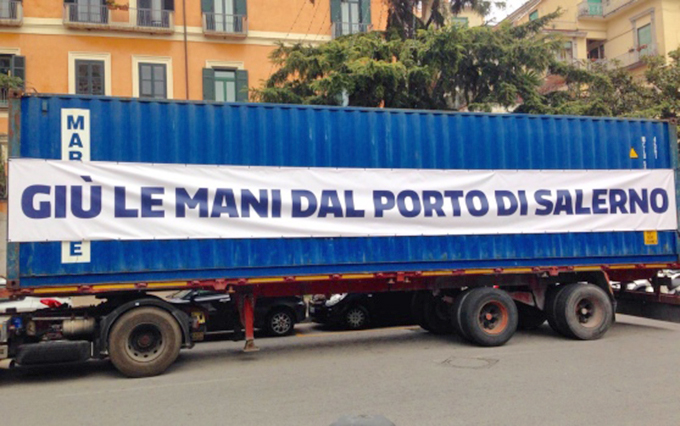 GIÙ LE MANI DAL PORTO DI SALERNO